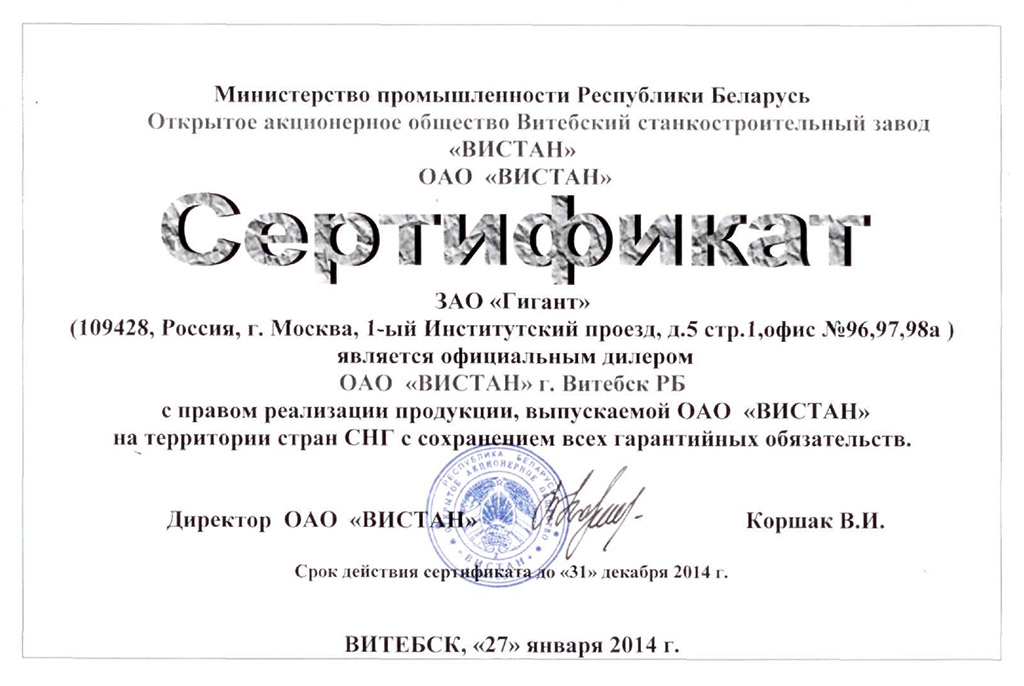 Министерство промышленности Республики Беларусь
Открытое акционерное общество Витебский станкостроительный завод
«ВИСТАН»
ОАО «ВИСТАН»
Сертификат
ЗАО «Гигант»
(109428, Россия, г. Москва, 1-ый Институтский проезд, д.5 стр.1,офис №96,97,98а )
является официальным дилером
ОАО «ВИСТАН» г. Витебск РБ
с правом реализации продукции, выпускаемой ОАО «ВИСТАН»
на территории стран СНГ с сохранением всех гарантийных обязательств.
РЕСПУБЛИКА БЕЛАРУСЬ
ОТКРЫТОЕ АКЦИОНЕРНОЕ ОБЩЕСТВО
ВИСТАН
Директор ОАО «ВИСТАН» Коршак В.И.
Срок действия сертификата до «31» декабря 2014 г.
ВИТЕБСК, «27» января 2014 г.